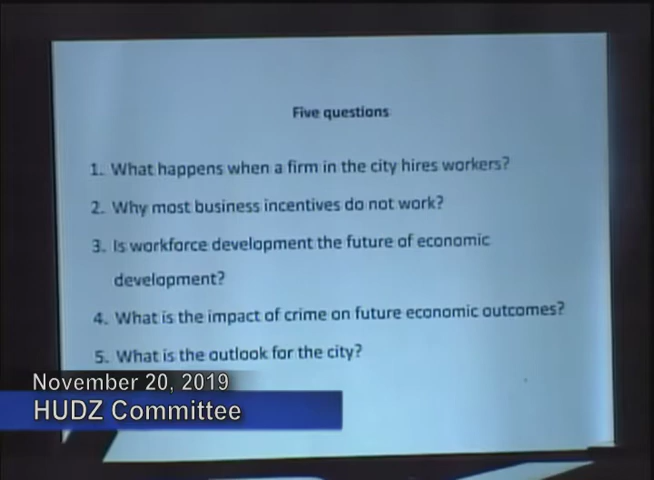 Five questions
1. What happens when a firm in the city hires workers?
2. Why most business incentives do not work?
3. Is workforce development the future of economic
development?
4. What is the impact of crime on future economic outcomes?
5. What is the outlook for the city?
November 20, 2019
HUDZ Committee